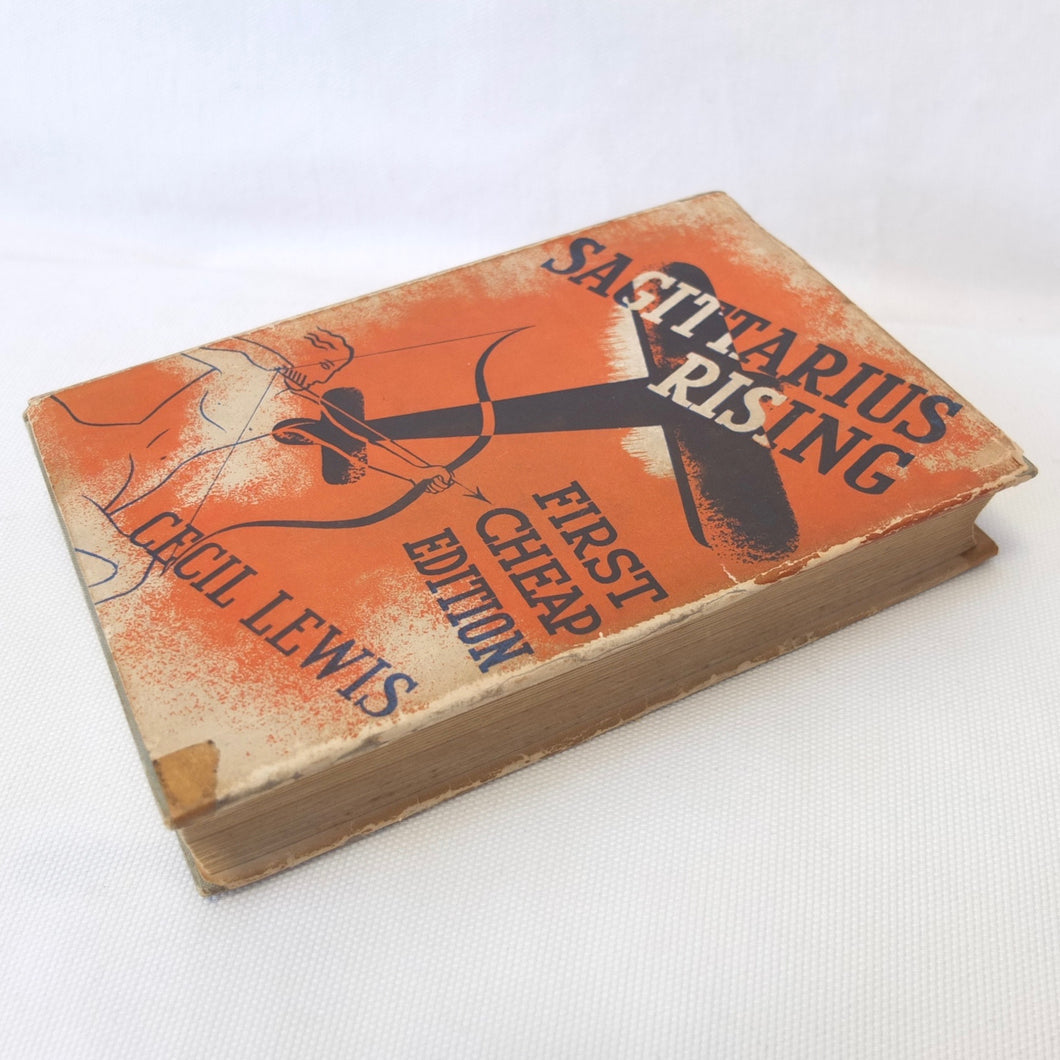 SAGITTARIUS
RISING
FIRST
CHEAP
EDITION
CECIL LEWIS